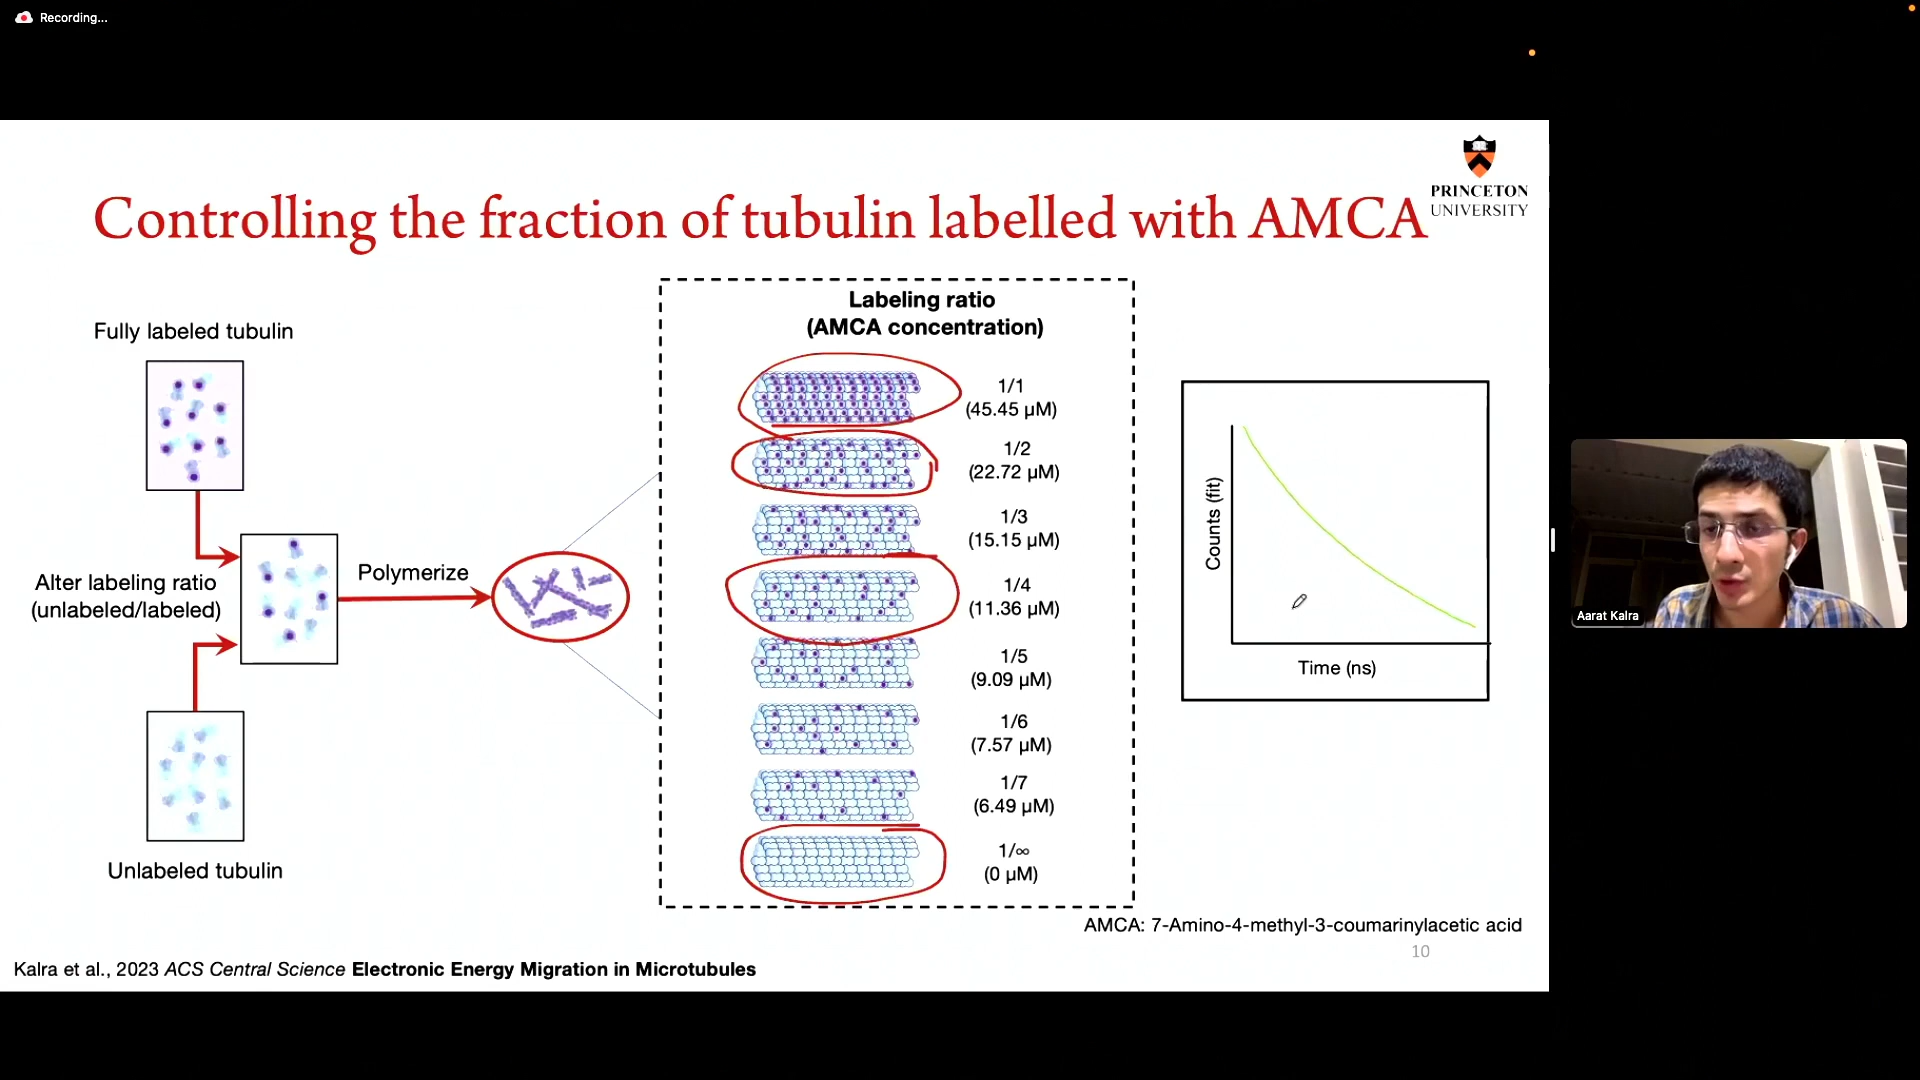 Recording...
PRINCETON
UNIVERSITY
Controlling the fraction of tubulin labelled with AMCA
Fully labeled tubulin
Alter labeling ratio
(unlabeled/labeled)
Unlabeled tubulin
Polymerize
Labeling ratio
(AMCA concentration)
1/1
(45.45 µM)
1/2
(22.72 µM)
1/3
(15.15 µM)
1/4
(11.36 µM)
1/5
(9.09 µM)
1/6
(7.57 µM)
1/7
(6.49 µM)
1/∞
(0 µM)
Counts (fit)
Time (ns)
Aarat Kalra
AMCA: 7-Amino-4-methyl-3-coumarinylacetic acid
10
Kalra et al., 2023 ACS Central Science Electronic Energy Migration in Microtubules